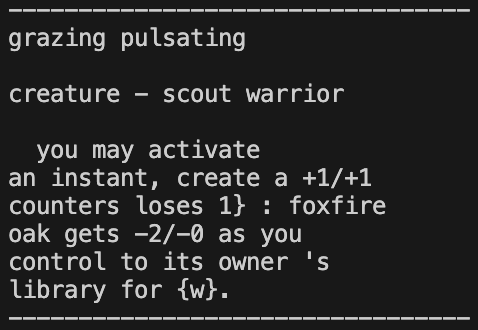 grazing pulsating
creature – scout warrior
you may activate
an instant, create a +1/+1
counters loses 1} : foxfire
oak gets -2/-0 as you
control to its owner 's
library for {w}.